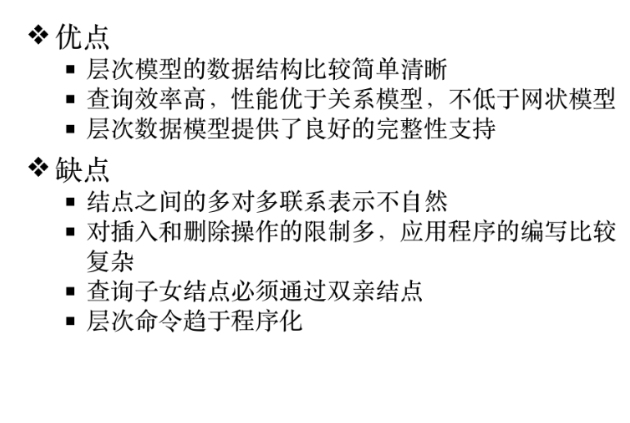 ❖优点
▪ 层次模型的数据结构比较简单清晰
▪ 查询效率高，性能优于关系模型，不低于网状模型
▪ 层次数据模型提供了良好的完整性支持
❖缺点
▪ 结点之间的多对多联系表示不自然
▪ 对插入和删除操作的限制多，应用程序的编写比较
复杂
▪ 查询子女结点必须通过双亲结点
▪ 层次命令趋于程序化